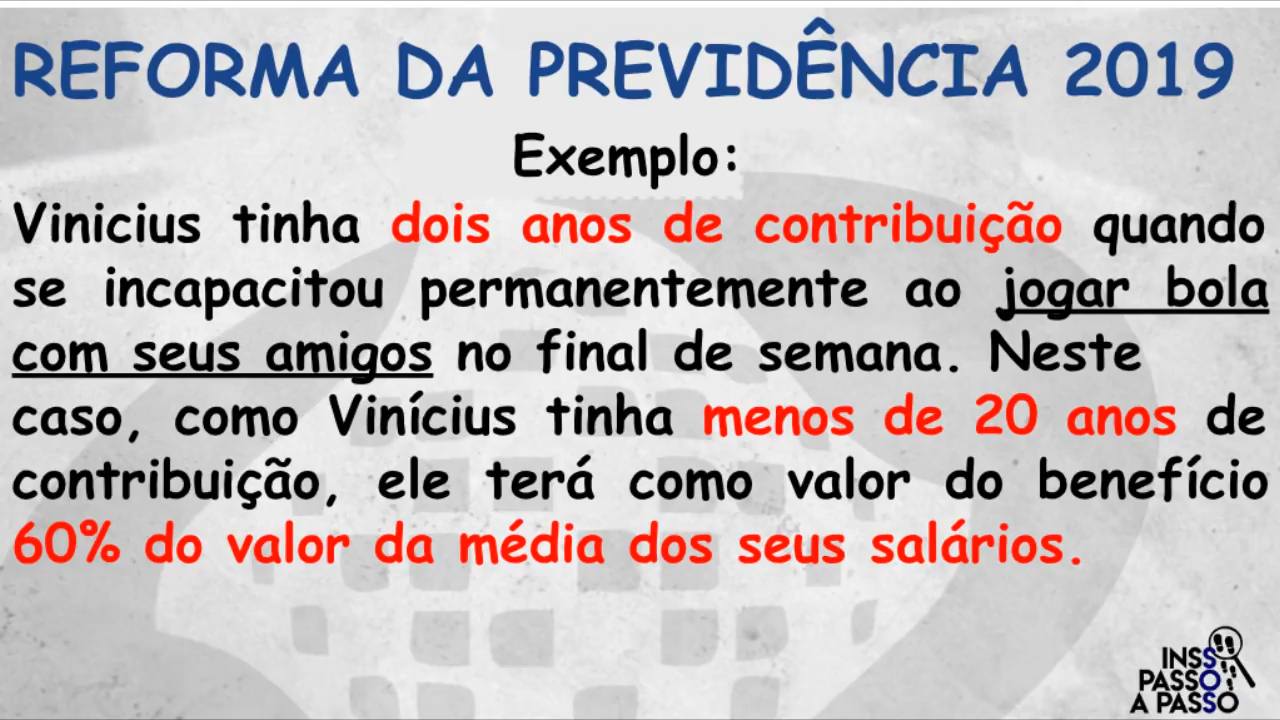 REFORMA DA PREVIDÊNCIA 2019
Exemplo:
Vinicius tinha dois anos de contribuição quando
se incapacitou permanentemente ao jogar bola
com seus amigos no final de semana. Neste
caso, como Vinícius tinha menos de 20 anos de
contribuição, ele terá como valor do benefício
60% do valor da média dos seus salários.
INSS
PASSO
A PASSO